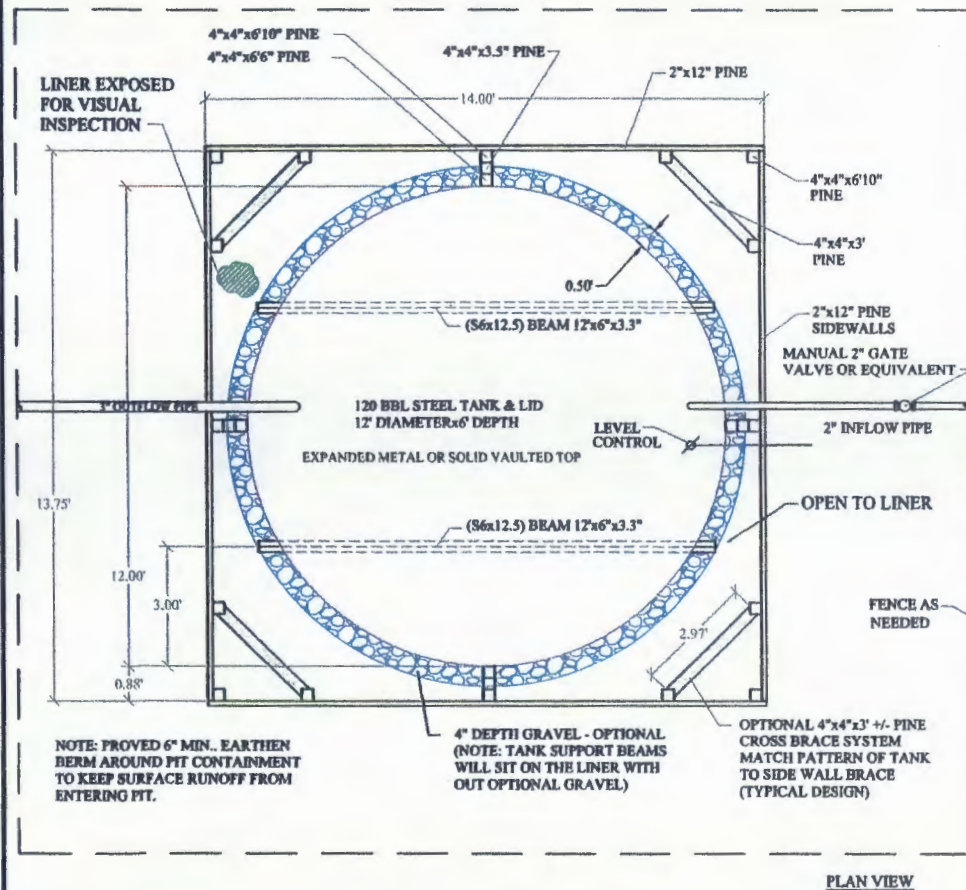 4"x4"x6'10" PINE
4"x4"x6'6" PINE
4"x4"x3.5" PINE
2"x12" PINE
LINER EXPOSED
FOR VISUAL
INSPECTION
14.00'
4"x4"x6'10"
PINE
4"x4"x3'
PINE
0.50'
(S6x12.5) BEAM 12'x6"x3.3"
2"x12" PINE
SIDEWALLS
MANUAL 2" GATE
VALVE OR EQUIVALENT
3" OUTFLOW PIPE
120 BBL STEEL TANK & LID
12' DIAMETERx6' DEPTH
LEVEL
CONTROL
2" INFLOW PIPE
EXPANDED METAL OR SOLID VAULTED TOP
13.75'
OPEN TO LINER
(S6x12.5) BEAM 12'x6"x3.3"
12.00'
3.00'
2.97'
FENCE AS
NEEDED
0.88'
NOTE: PROVED 6" MIN.. EARTHEN
BERM AROUND PIT CONTAINMENT
TO KEEP SURFACE RUNOFF FROM
ENTERING PIT.
4" DEPTH GRAVEL - OPTIONAL
(NOTE: TANK SUPPORT BEAMS
WILL SIT ON THE LINER WITH
OUT OPTIONAL GRAVEL)
OPTIONAL 4"x4"x3' +/- PINE
CROSS BRACE SYSTEM
MATCH PATTERN OF TANK
TO SIDE WALL BRACE
(TYPICAL DESIGN)
PLAN VIEW